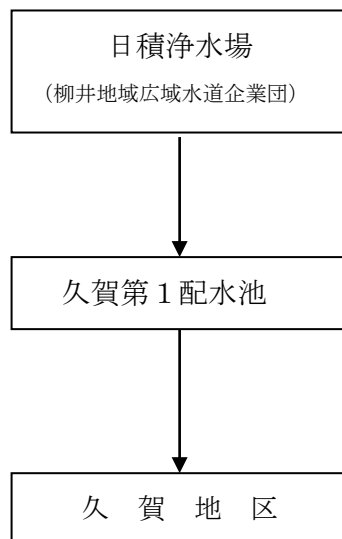 日積浄水場
（柳井地域広域水道企業団）
久賀第１配水池
久　賀　地　区